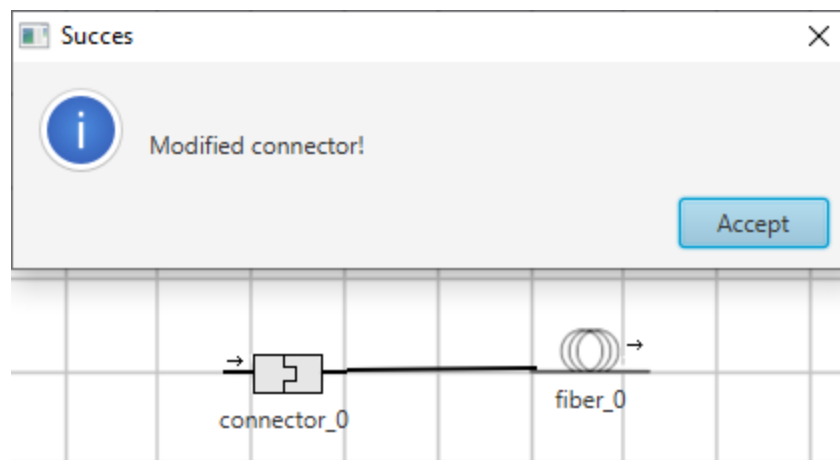 Succes
Modified connector!
Accept
connector_0
fiber_0